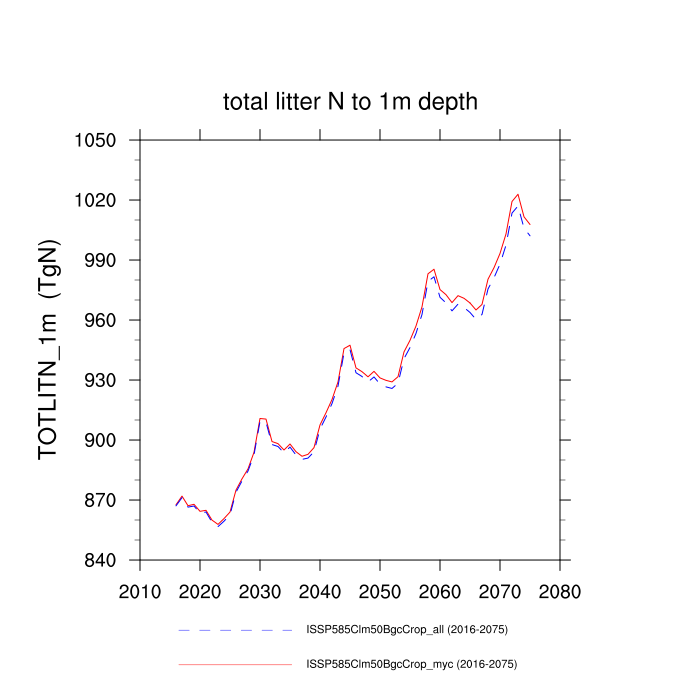 total litter N to 1m depth
TOTLITN_1m (TgN)
1050
1020
990
960
930
900
870
840
2010 2020 2030 2040 2050 2060 2070 2080
ISSP585Clm50BgcCrop_all (2016-2075)
ISSP585Clm50BgcCrop_myc (2016-2075)